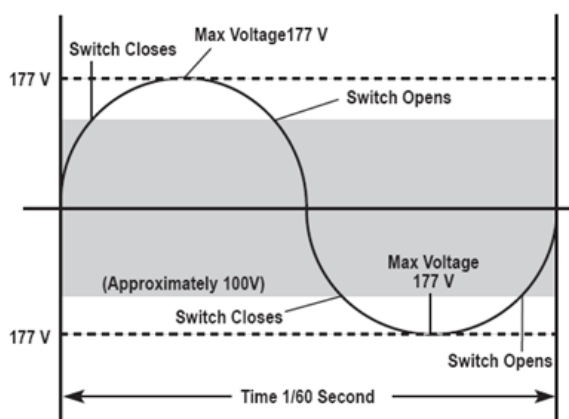 Max Voltage177 V
Switch Closes
177 V
Switch Opens
Max Voltage
177 V
(Approximately 100V)
Switch Closes
177 V
Switch Opens
Time 1/60 Second